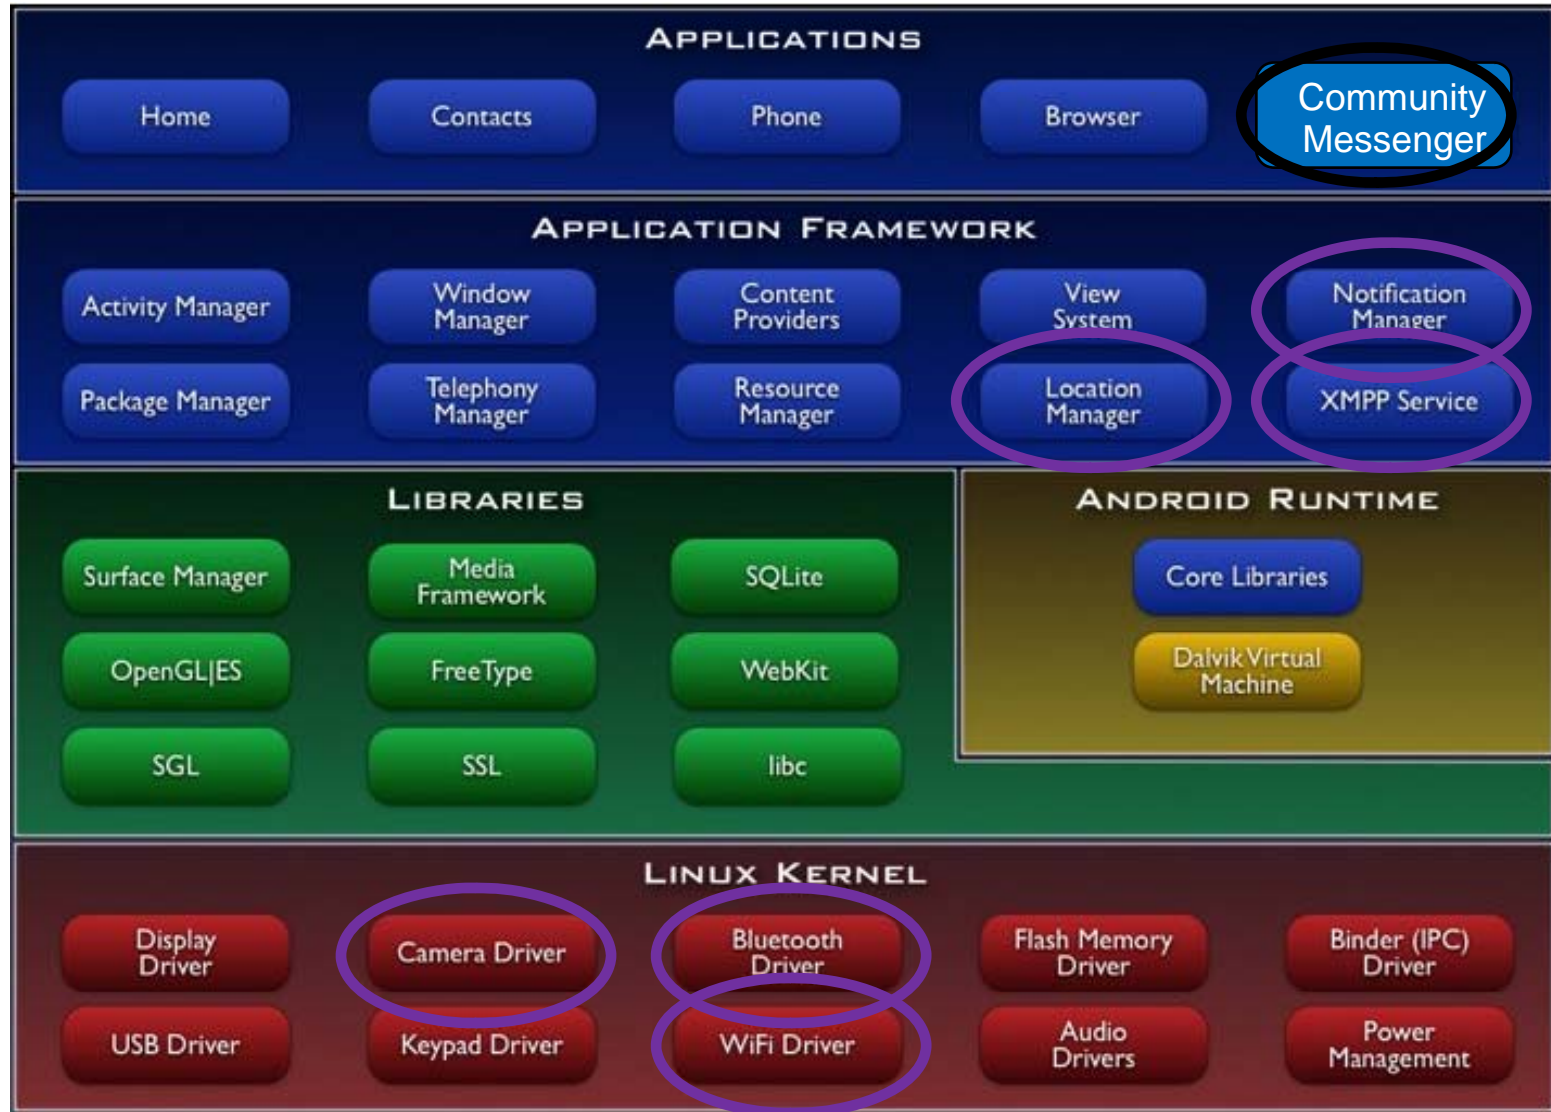 APPLICATIONS
Home
Contacts
Phone
Browser
Community
Messenger
APPLICATION FRAMEWORK
Activity Manager
Window
Manager
Content
Providers
View
System
Notification
Manager
Package Manager
Telephony
Manager
Resource
Manager
Location
Manager
XMPP Service
LIBRARIES
Surface Manager
Media
Framework
SQLite
OpenGL|ES
FreeType
WebKit
SGL
SSL
libc
ANDROID RUNTIME
Core Libraries
Dalvik Virtual
Machine
LINUX KERNEL
Display
Driver
Camera Driver
Bluetooth
Driver
Flash Memory
Driver
Binder (IPC)
Driver
USB Driver
Keypad Driver
WiFi Driver
Audio
Drivers
Power
Management